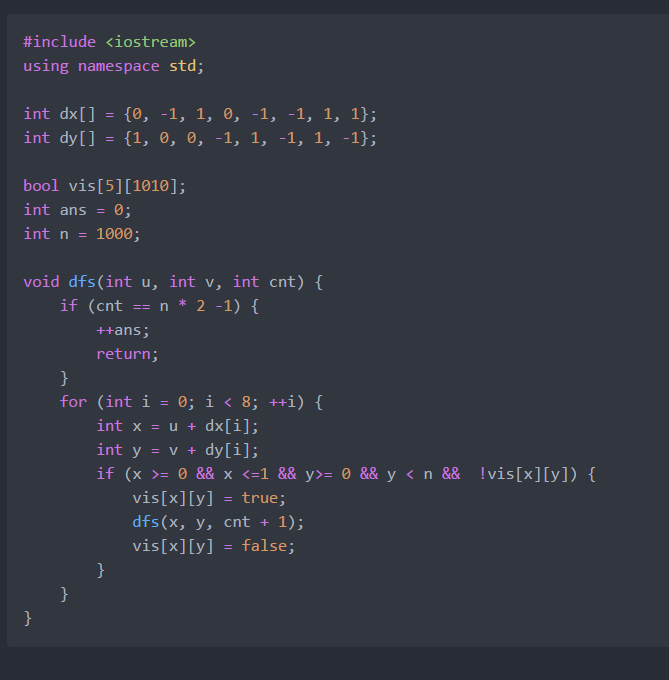 #include <iostream>
using namespace std;
int dx[] = {0, -1, 1, 0, -1, -1, 1, 1};
int dy[] = {1, 0, 0, -1, 1, -1, 1, -1};
bool vis[5][1010];
int ans = 0;
int n = 1000;
void dfs(int u, int v, int cnt) {
    if (cnt == n * 2 -1) {
        ++ans;
        return;
    }
    for (int i = 0; i < 8; ++i) {
        int x = u + dx[i];
        int y = v + dy[i];
        if (x >= 0 && x <=1 && y>= 0 && y < n &&  !vis[x][y]) {
            vis[x][y] = true;
            dfs(x, y, cnt + 1);
            vis[x][y] = false;
        }
    }
}